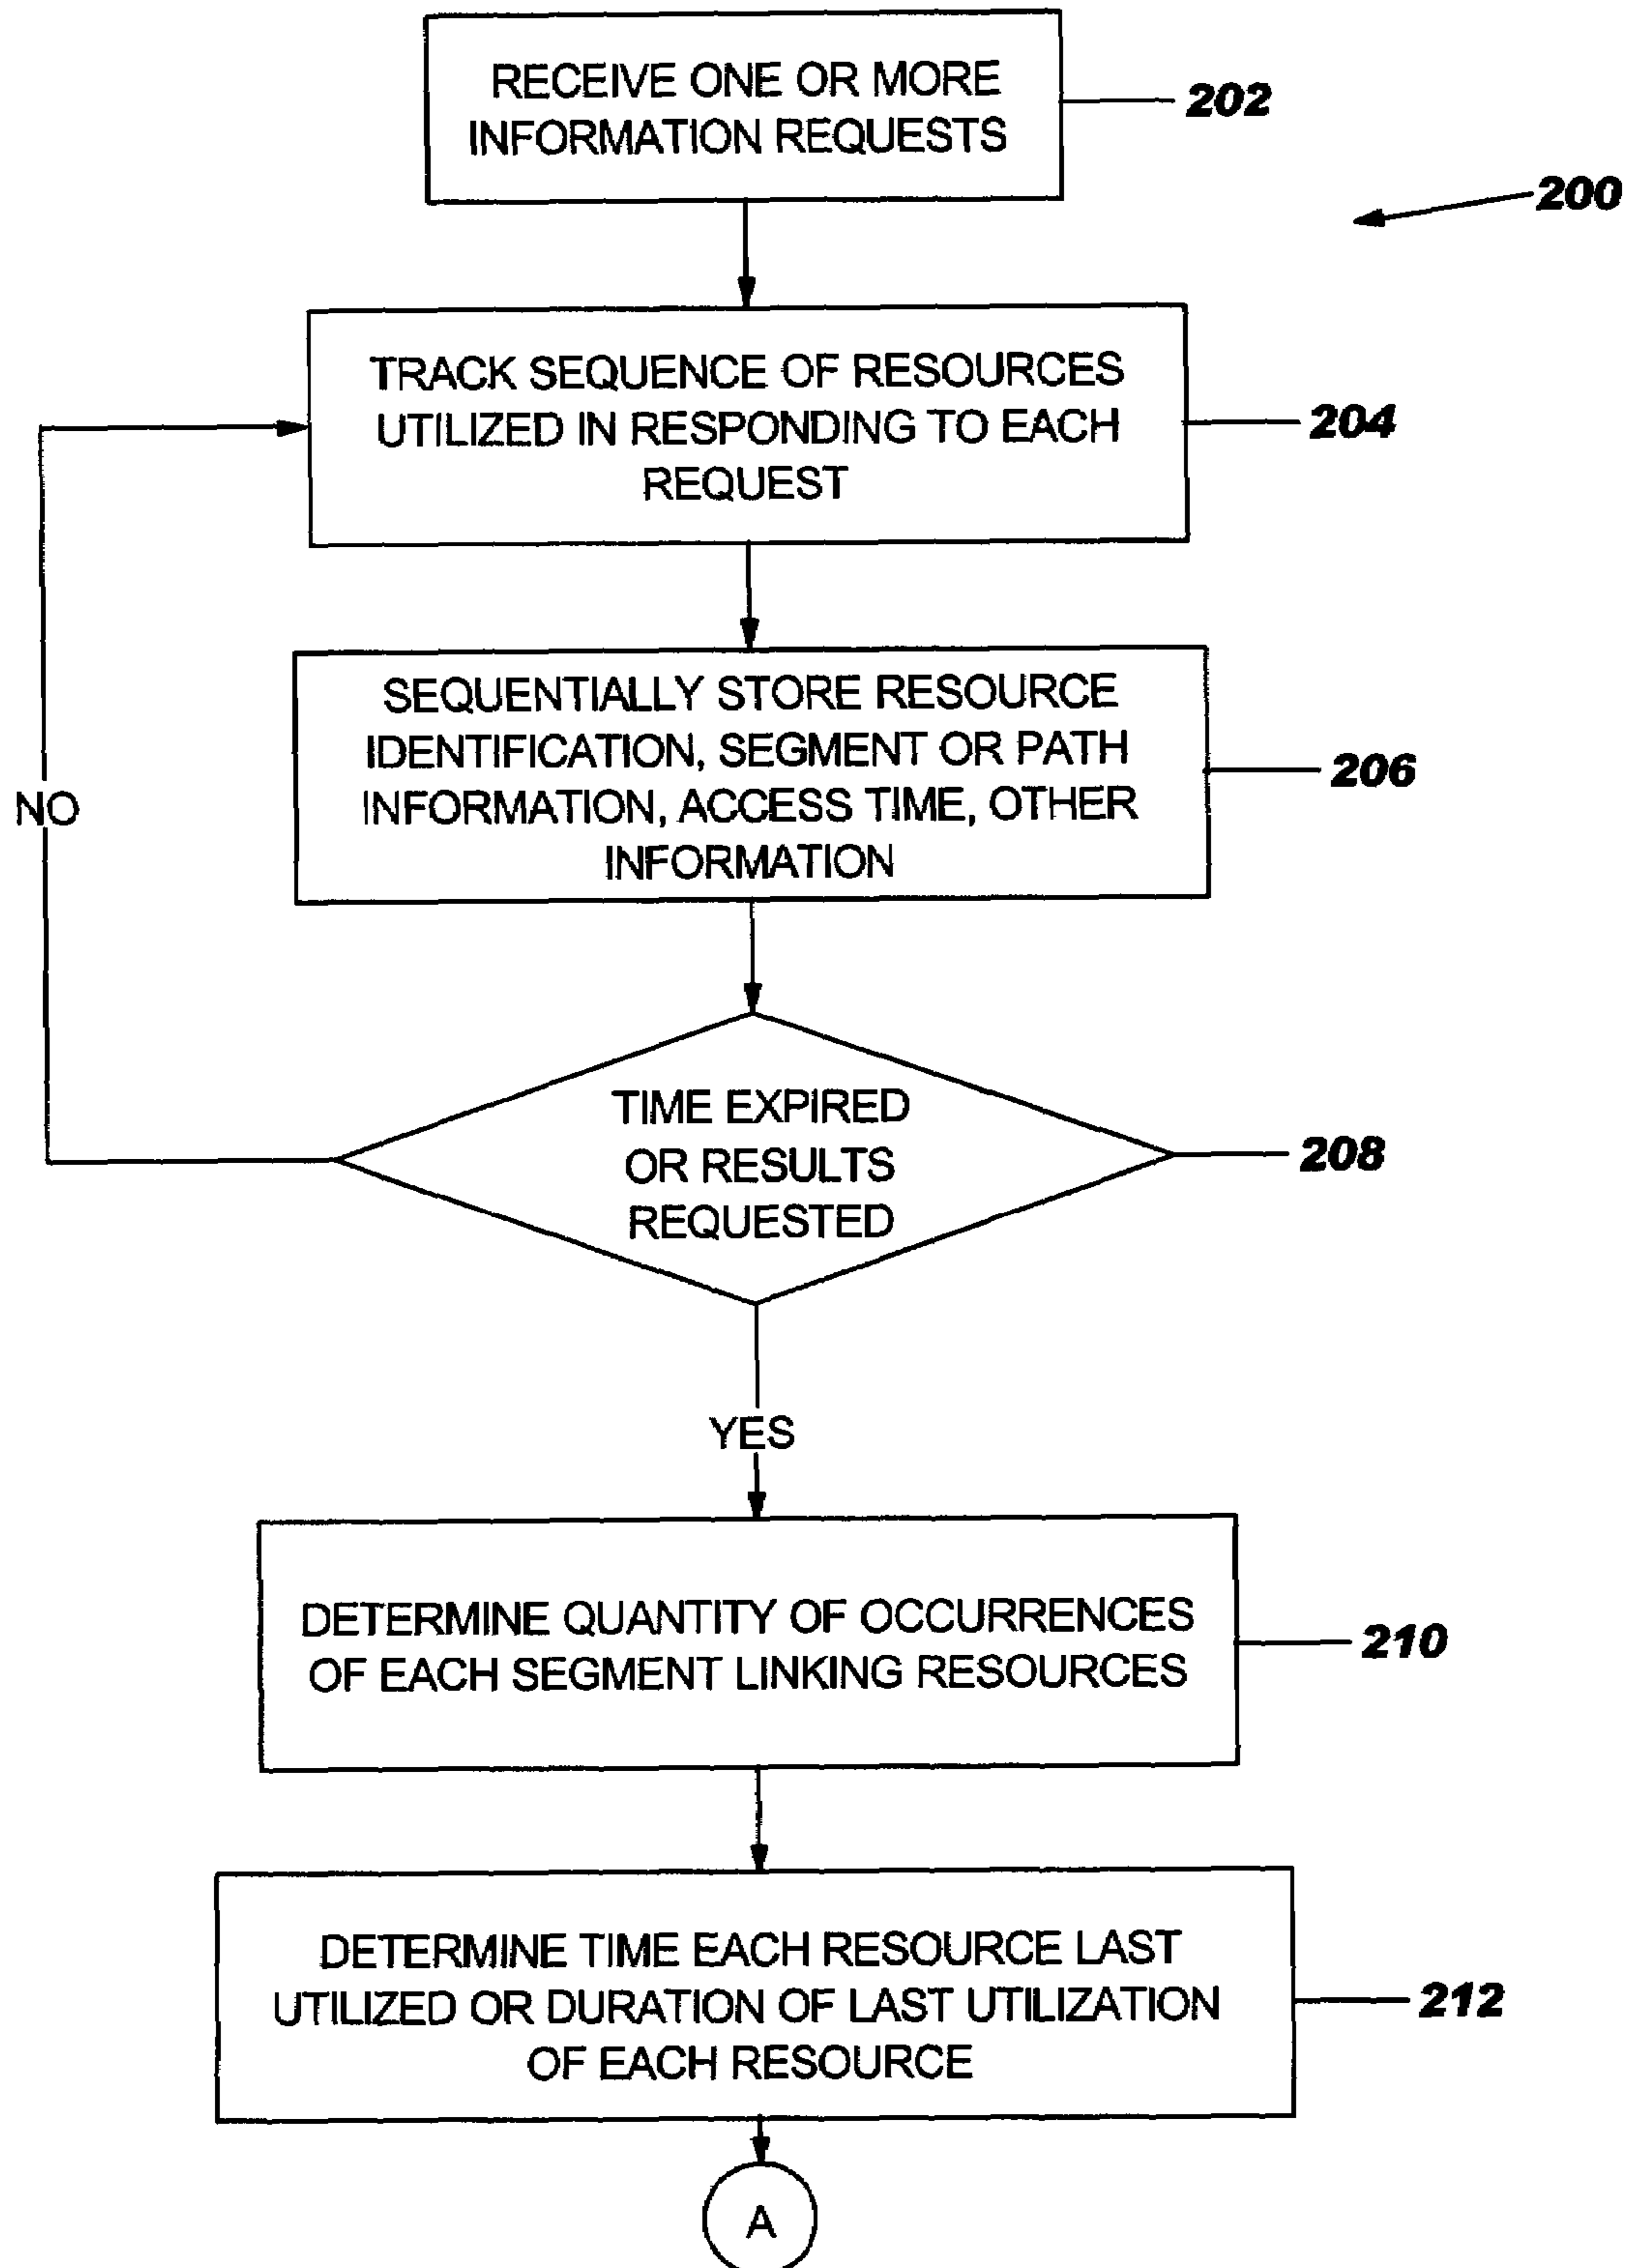 RECEIVE ONE OR MORE
INFORMATION REQUESTS
202
200
TRACK SEQUENCE OF RESOURCES
UTILIZED IN RESPONDING TO EACH
REQUEST
204
SEQUENTIALLY STORE RESOURCE
IDENTIFICATION, SEGMENT OR PATH
INFORMATION, ACCESS TIME, OTHER
INFORMATION
206
NO
TIME EXPIRED
OR RESULTS
REQUESTED
208
YES
DETERMINE QUANTITY OF OCCURRENCES
OF EACH SEGMENT LINKING RESOURCES
210
DETERMINE TIME EACH RESOURCE LAST
UTILIZED OR DURATION OF LAST UTILIZATION
OF EACH RESOURCE
212
A